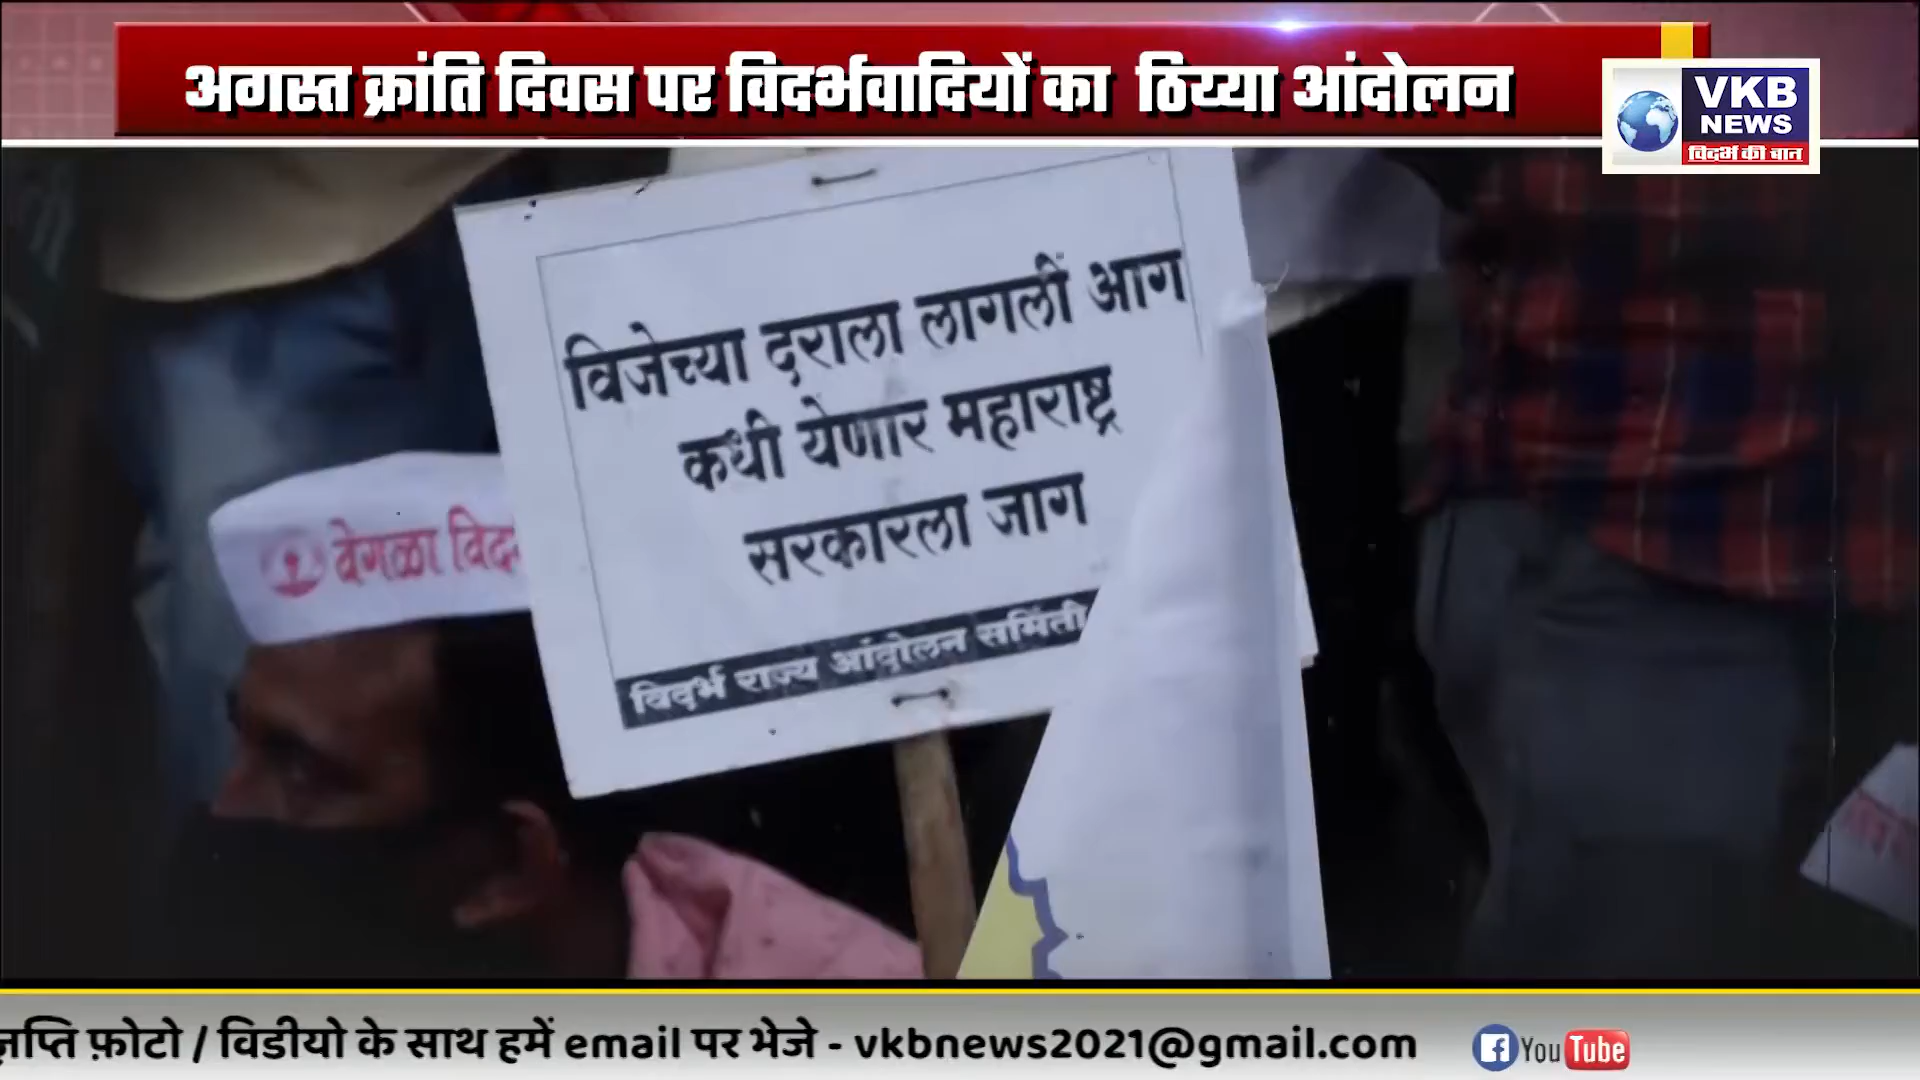 अगस्त क्रांति दिवस पर विदर्भवादियों का ठिय्या आंदोलन
VKB
NEWS
विदर्भ की बात
विजेच्या दराला लागली आग
कधी येणार महाराष्ट्र
सरकारला जाग
विदर्भ राज्य आंदोलन समिती
वेगळा
फ़ोटो / विडीयो के साथ हमें email पर भेजे - vkbnews2021@gmail.com
You Tube